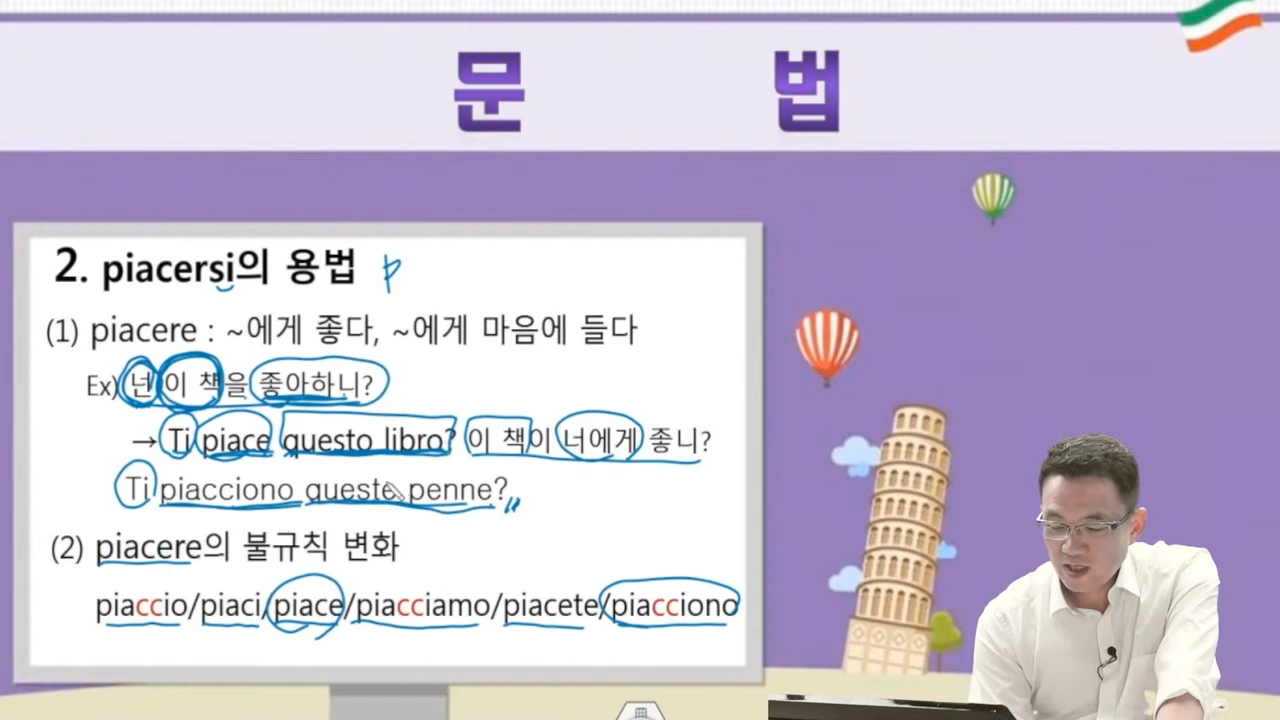 문 법
2. piacersi의 용법 p
(1) piacere : ~에게 좋다, ~에게 마음에 들다
Ex) 넌 이 책을 좋아하니?
→ Ti piace questo libro? 이 책이 너에게 좋니?
Ti piacciono queste penne?
(2) piacere의 불규칙 변화
piaccio/piaci/piace/piacciamo/piacete/piacciono